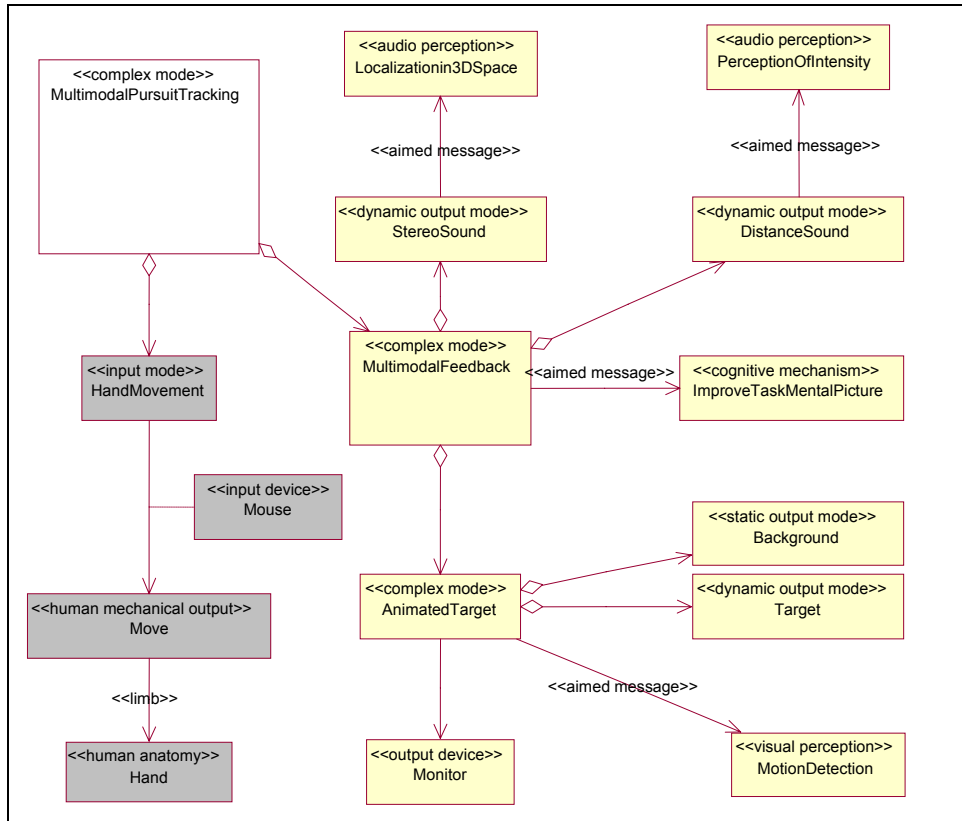 <<complex mode>>
MultimodalPursuitTracking
<<audio perception>>
Localizationin3DSpace
<<audio perception>>
PerceptionOfIntensity
<<aimed message>>
<<aimed message>>
<<dynamic output mode>>
StereoSound
<<dynamic output mode>>
DistanceSound
<<input mode>>
HandMovement
<<complex mode>>
MultimodalFeedback
<<aimed message>>
<<cognitive mechanism>>
ImproveTaskMentalPicture
<<input device>>
Mouse
<<static output mode>>
Background
<<human mechanical output>>
Move
<<complex mode>>
AnimatedTarget
<<dynamic output mode>>
Target
<<limb>>
<<aimed message>>
<<human anatomy>>
Hand
<<output device>>
Monitor
<<visual perception>>
MotionDetection